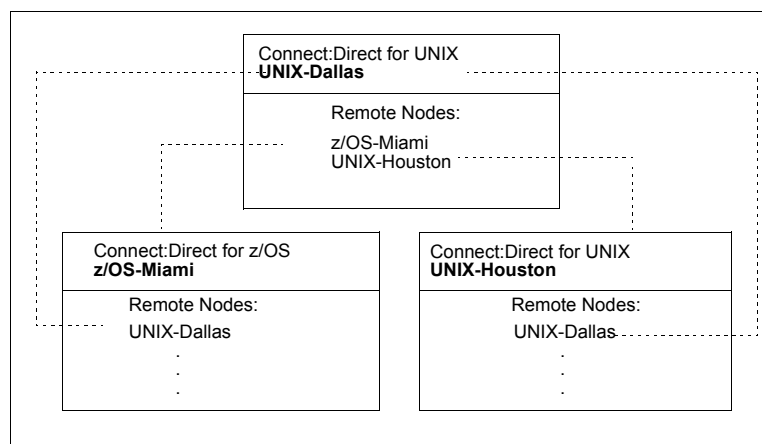 Connect:Direct for UNIX
UNIX-Dallas
Remote Nodes:
z/OS-Miami
UNIX-Houston
Connect:Direct for z/OS
z/OS-Miami
Remote Nodes:
UNIX-Dallas
.
.
.
Connect:Direct for UNIX
UNIX-Houston
Remote Nodes:
UNIX-Dallas
.
.
.